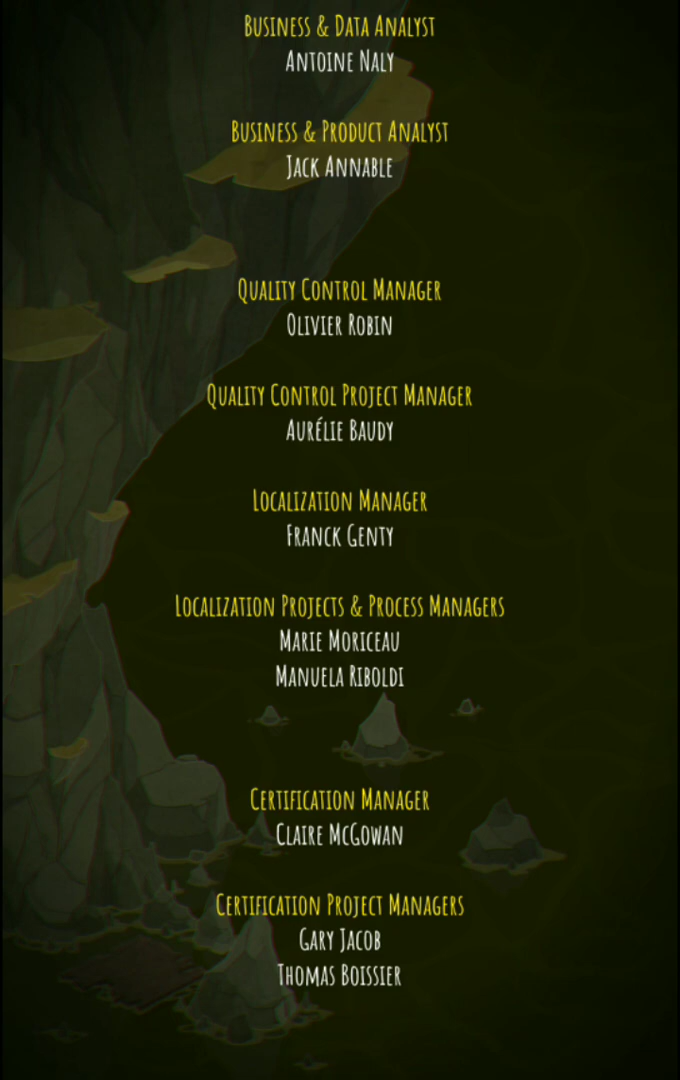 Business & Data Analyst
Antoine Naly
Business & Product Analyst
Jack Annable
Quality Control Manager
Olivier Robin
Quality Control Project Manager
Aurélie Baudy
Localization Manager
Franck Genty
Localization Projects & Process Managers
Marie Moriceau
Manuela Riboldi
Certification Manager
Claire McGowan
Certification Project Managers
Gary Jacob
Thomas Boissier